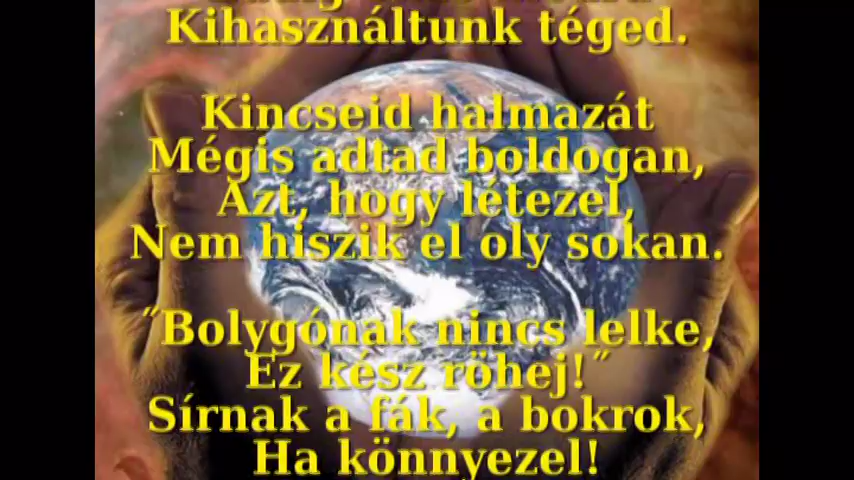 Kihasználtunk téged.
Kincseid halmazát
Mégis adtad boldogan,
Azt, hogy létezel,
Nem hiszik el oly sokan.
˝Bolygónak nincs lelke,
Ez kész röhej!˝
Sírnak a fák, a bokrok,
Ha könnyezel!